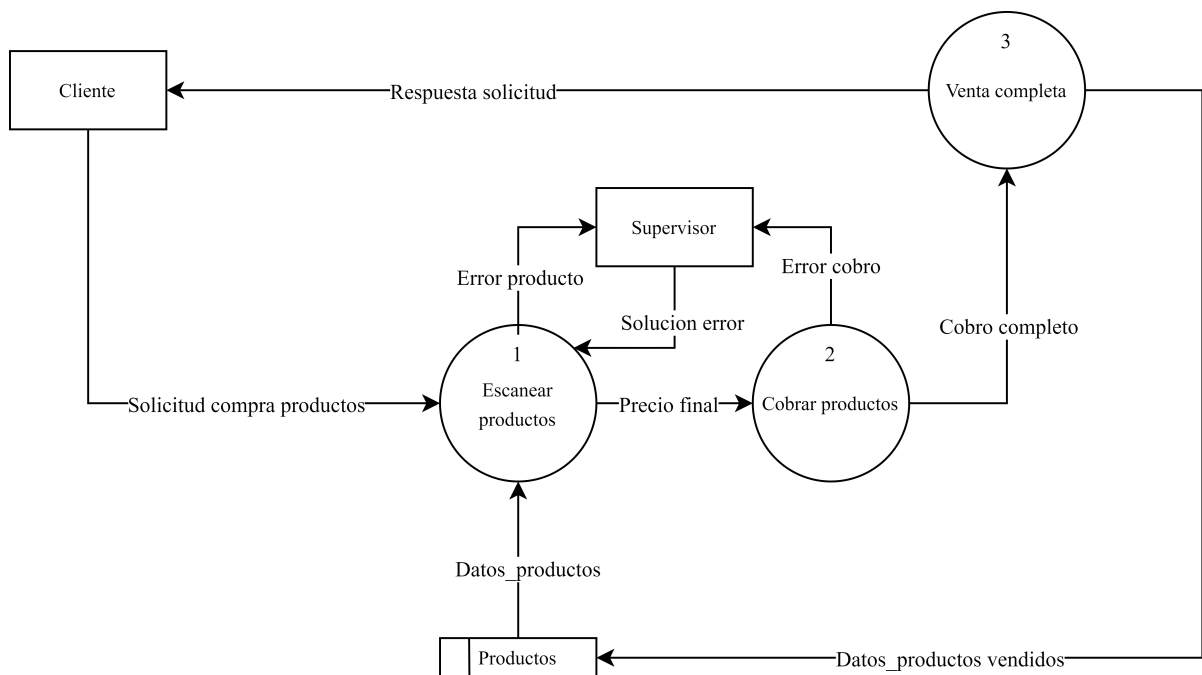 3
Cliente
Respuesta solicitud
Venta completa
Supervisor
Error producto
Error cobro
Solucion error
Cobro completo
1
2
Escanear
productos
Solicitud compra productos
Precio final
Cobrar productos
Datos_productos
Productos
Datos_productos vendidos